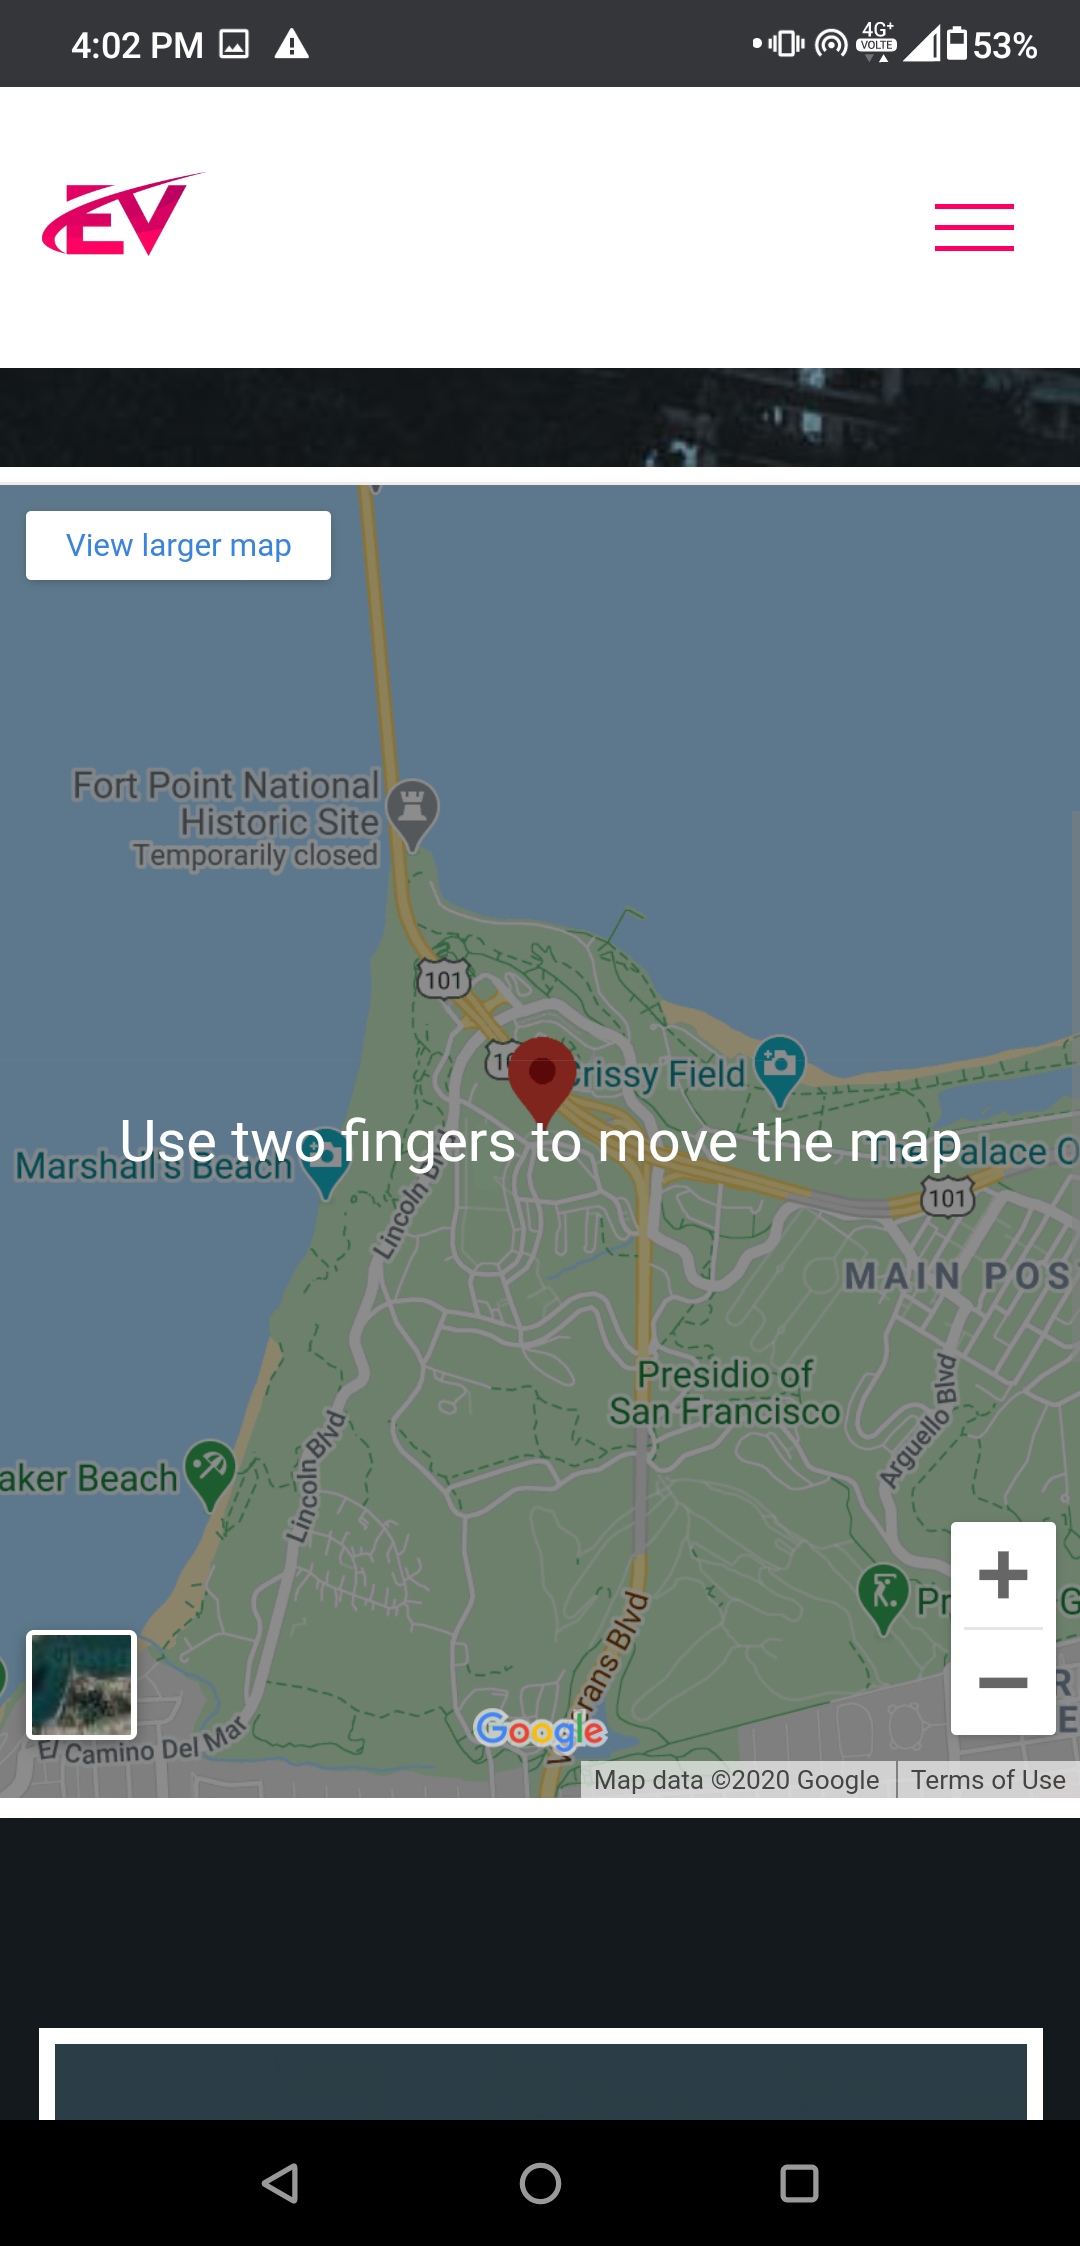 4:02 PM
4G+
VOLTE
53%
EV
View larger map
Fort Point National
Historic Site
Temporarily closed
101
Crissy Field
Use two fingers to move the map
Marshall's Beach
The Palace O
Lincoln Blvd
101
MAIN POS
Presidio of
San Francisco
Arguello Blvd
aker Beach
Lincoln Blvd
Pr
G
R
E
El Camino Del Mar
Google
Map data ©2020 Google
Terms of Use